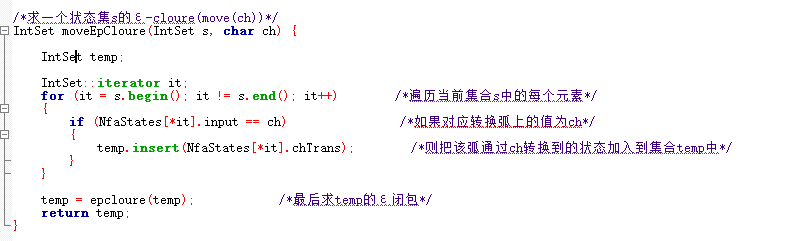 /*求一个状态集s的ε-cloure(move(ch))*/
IntSet moveEpCloure(IntSet s, char ch) {
IntSet temp;
IntSet::iterator it;
for (it = s.begin(); it != s.end(); it++) /*遍历当前集合s中的每个元素*/
{
if (NfaStates[*it].input == ch) /*如果对应转换弧上的值为ch*/
{
temp.insert(NfaStates[*it].chTrans); /*则把该弧通过ch转换到的状态加入到集合temp中*/
}
}
temp = epcloure(temp); /*最后求temp的ε闭包*/
return temp;
}